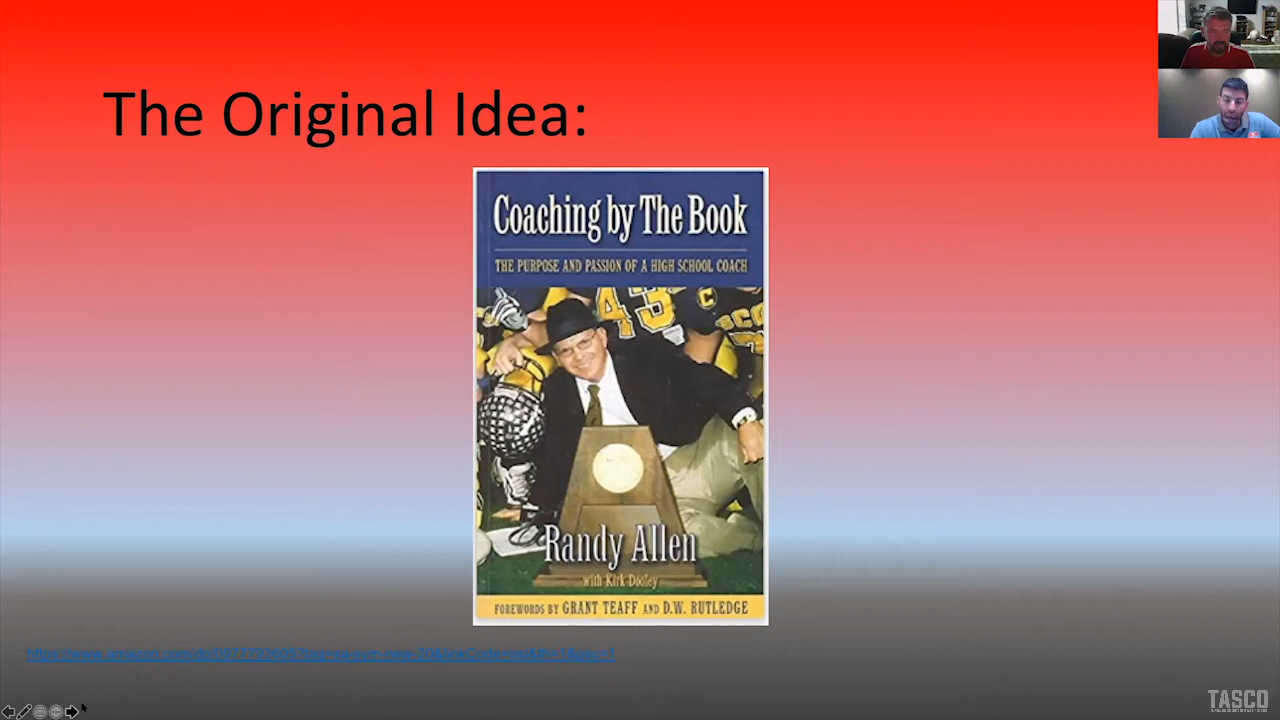 The Original Idea:
Coaching by The Book
THE PURPOSE AND PASSION OF A HIGH SCHOOL COACH
43
C
Randy Allen
with Kirk Dooley
FOREWORDS BY GRANT TEAFF AND D.W. RUTLEDGE
TASCO